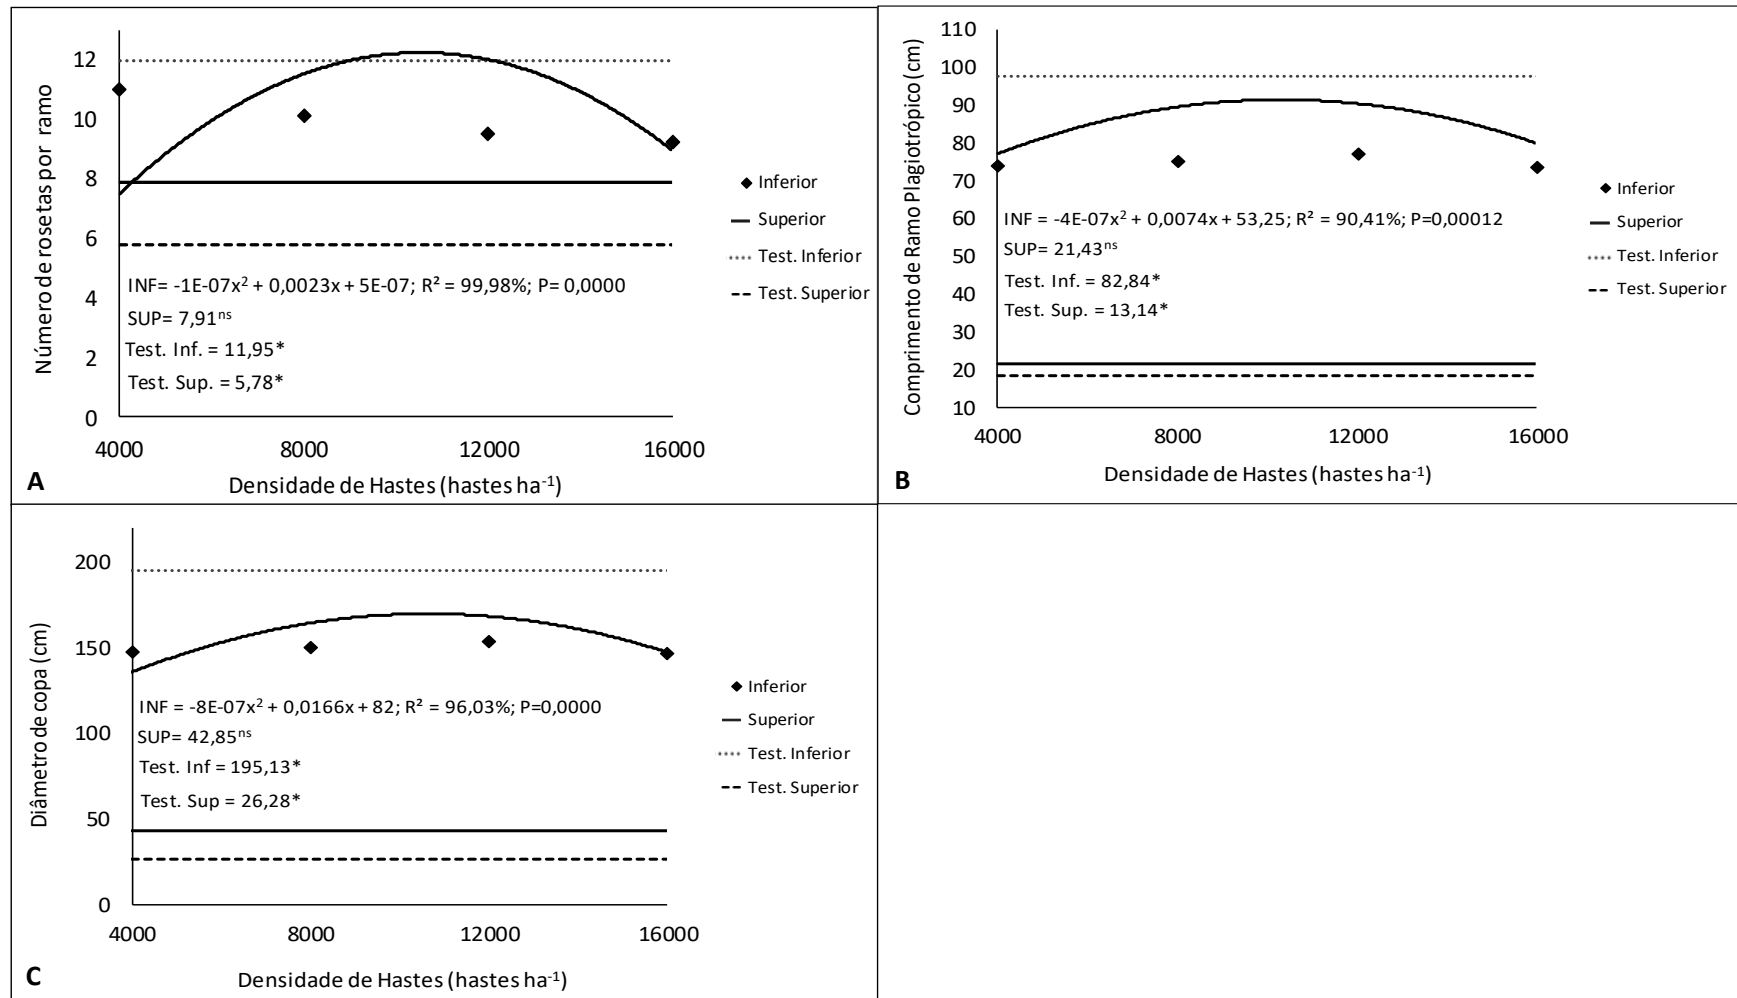 Número de rosetas por ramo
12
10
8
6
4
2
0
4000 8000 12000 16000
Densidade de Hastes (hastes ha⁻¹)
INF= -1E-07x² + 0,0023x + 5E-07; R² = 99,98%; P= 0,0000
SUP= 7,91ⁿˢ
Test. Inf. = 11,95*
Test. Sup. = 5,78*
Inferior
Superior
Test. Inferior
Test. Superior
A
Comprimento de Ramo Plagiotrópico (cm)
110
100
90
80
70
60
50
40
30
20
10
4000 8000 12000 16000
Densidade de Hastes (hastes ha⁻¹)
INF = -4E-07x² + 0,0074x + 53,25; R² = 90,41%; P=0,00012
SUP= 21,43ⁿˢ
Test. Inf. = 82,84*
Test. Sup. = 13,14*
Inferior
Superior
Test. Inferior
Test. Superior
B
Diâmetro de copa (cm)
200
150
100
50
0
4000 8000 12000 16000
Densidade de Hastes (hastes ha⁻¹)
INF = -8E-07x² + 0,0166x + 82; R² = 96,03%; P=0,0000
SUP= 42,85ⁿˢ
Test. Inf = 195,13*
Test. Sup = 26,28*
Inferior
Superior
Test. Inferior
Test. Superior
C